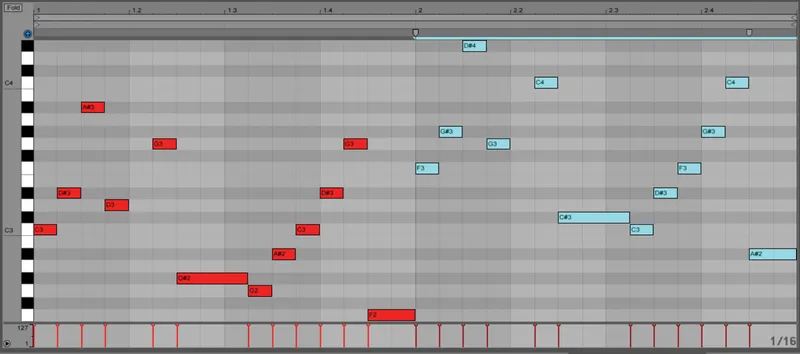 Fold
1 1.2 1.3 1.4 2 2.2 2.3 2.4
D#4
C4 C4 C4
A#3
G#3 G#3
G3 G3 G3
F3
D#3 D#3 D#3
D3
C#3
C3 C3 C3 C3
A#2 A#2
G#2
G2
F2
127
1 1/16